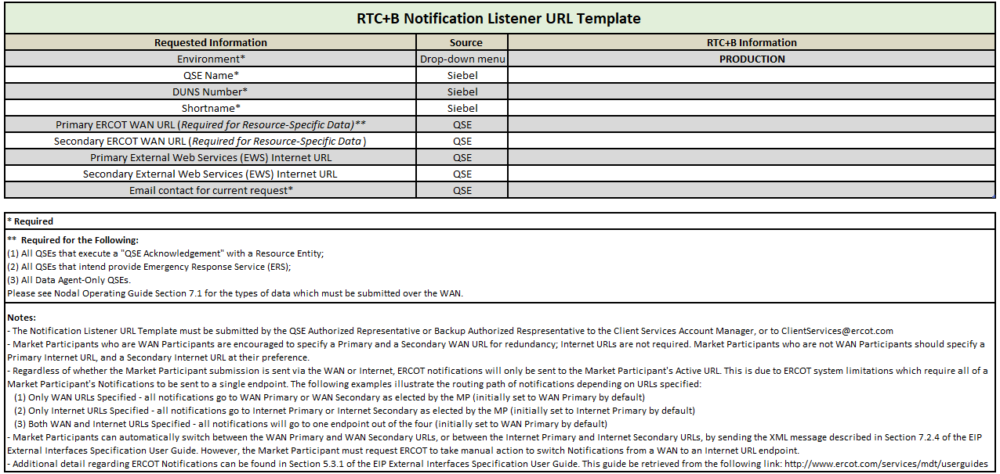 RTC+B Notification Listener URL Template
Requested Information Source RTC+B Information
Environment* Drop-down menu PRODUCTION
QSE Name* Siebel
DUNS Number* Siebel
Shortname* Siebel
Primary ERCOT WAN URL (Required for Resource-Specific Data)** QSE
Secondary ERCOT WAN URL (Required for Resource-Specific Data ) QSE
Primary External Web Services (EWS) Internet URL QSE
Secondary External Web Services (EWS) Internet URL QSE
Email contact for current request* QSE
* Required
** Required for the Following:
(1) All QSEs that execute a "QSE Acknowledgement" with a Resource Entity;
(2) All QSEs that intend provide Emergency Response Service (ERS);
(3) All Data Agent-Only QSEs.
Please see Nodal Operating Guide Section 7.1 for the types of data which must be submitted over the WAN.
Notes:
- The Notification Listener URL Template must be submitted by the QSE Authorized Representative or Backup Authorized Respresentative to the Client Services Account Manager, or to ClientServices@ercot.com
- Market Participants who are WAN Participants are encouraged to specify a Primary and a Secondary WAN URL for redundancy; Internet URLs are not required. Market Participants who are not WAN Participants should specify a
Primary Internet URL, and a Secondary Internet URL at their preference.
- Regardless of whether the Market Participant submission is sent via the WAN or Internet, ERCOT notifications will only be sent to the Market Participant's Active URL. This is due to ERCOT system limitations which require all of a
Market Participant's Notifications to be sent to a single endpoint. The following examples illustrate the routing path of notifications depending on URLs specified:
(1) Only WAN URLs Specified - all notifications go to WAN Primary or WAN Secondary as elected by the MP (initially set to WAN Primary by default)
(2) Only Internet URLs Specified - all notifications go to Internet Primary or Internet Secondary as elected by the MP (initially set to Internet Primary by default)
(3) Both WAN and Internet URLs Specified - all notifications will go to one endpoint out of the four (initially set to WAN Primary by default)
- Market Participants can automatically switch between the WAN Primary and WAN Secondary URLs, or between the Internet Primary and Internet Secondary URLs, by sending the XML message described in Section 7.2.4 of the EIP
External Interfaces Specification User Guide. However, the Market Participant must request ERCOT to take manual action to switch Notifications from a WAN to an Internet URL endpoint.
- Additional detail regarding ERCOT Notifications can be found in Section 5.3.1 of the EIP External Interfaces Specification User Guide. This guide be retrieved from the following link: http://www.ercot.com/services/mdt/userguides